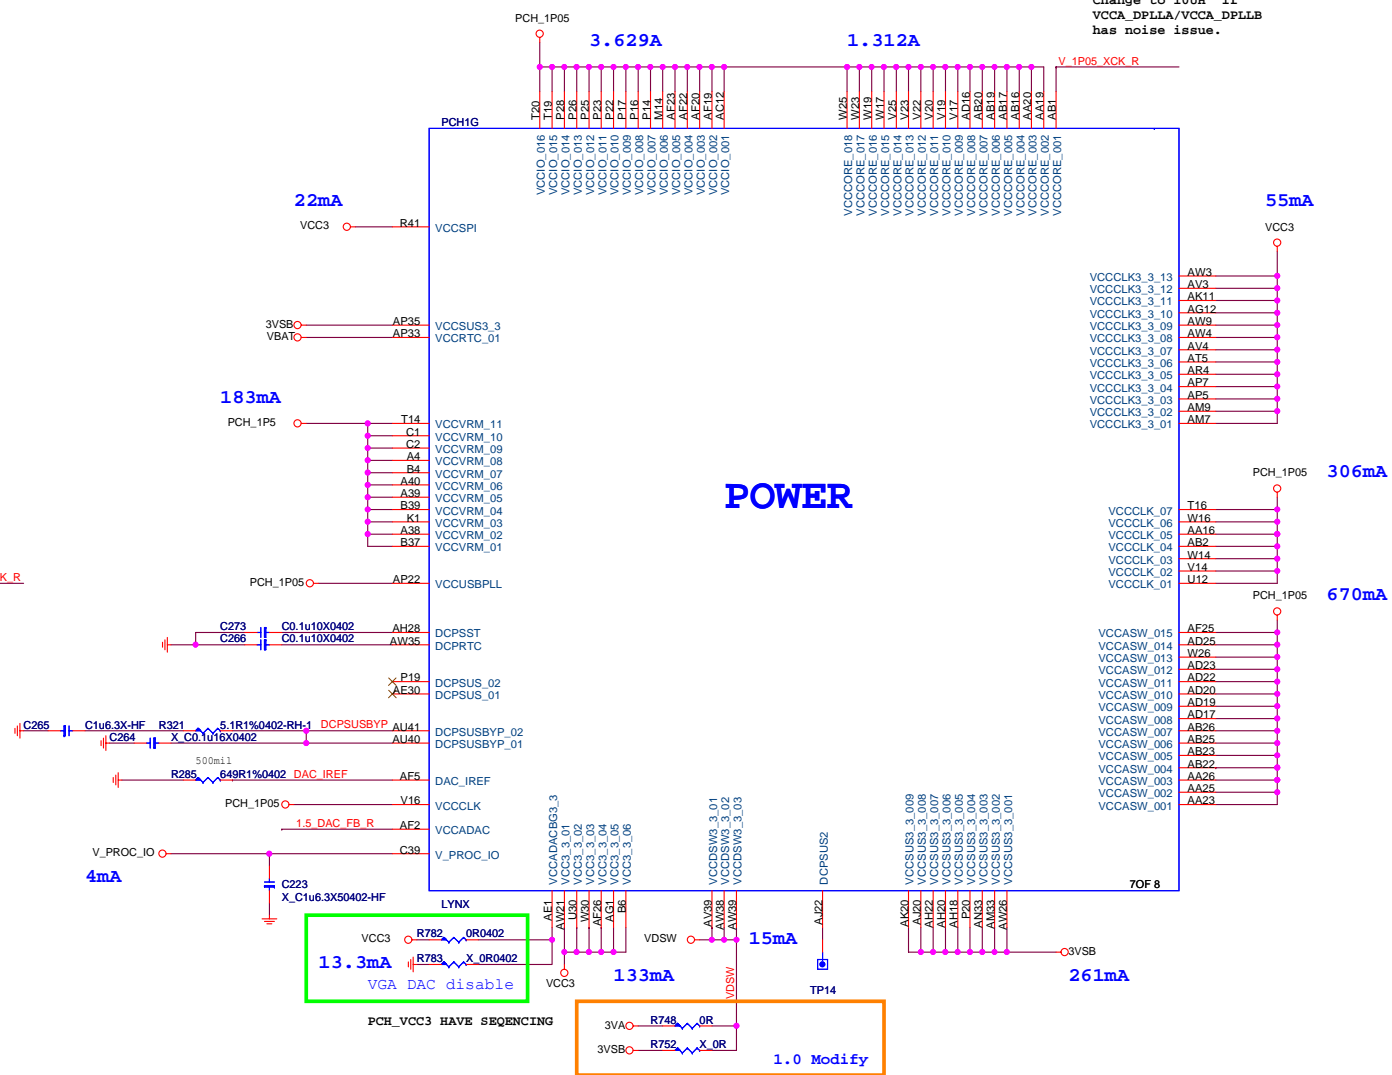 Change to 10uH if
VCCA_DPLLA/VCCA_DPLLB
has noise issue.
PCH_1P05
3.629A
1.312A
V_1P05_XCK_R
T20
T19
P28
P26
P25
P23
P22
P17
P16
P14
M14
AF23
AF22
AF20
AF19
AC12
W25
W23
W19
W17
V25
V23
V22
V20
V19
V17
AD16
AB20
AB19
AB17
AB16
AA20
AA19
AB1
PCH1G
VCCIO_016
VCCIO_015
VCCIO_014
VCCIO_013
VCCIO_012
VCCIO_011
VCCIO_010
VCCIO_009
VCCIO_008
VCCIO_007
VCCIO_006
VCCIO_005
VCCIO_004
VCCIO_003
VCCIO_002
VCCIO_001
VCCCORE_018
VCCCORE_017
VCCCORE_016
VCCCORE_015
VCCCORE_014
VCCCORE_013
VCCCORE_012
VCCCORE_011
VCCCORE_010
VCCCORE_009
VCCCORE_008
VCCCORE_007
VCCCORE_006
VCCCORE_005
VCCCORE_004
VCCCORE_003
VCCCORE_002
VCCCORE_001
22mA
VCC3 R41 VCCSPI
3VSB AP35 VCCSUS3_3
VBAT AP33 VCCRTC_01
183mA
PCH_1P5 T14 VCCVRM_11
C1 VCCVRM_10
C2 VCCVRM_09
A4 VCCVRM_08
B4 VCCVRM_07
A40 VCCVRM_06
A39 VCCVRM_05
B39 VCCVRM_04
K1 VCCVRM_03
A38 VCCVRM_02
B37 VCCVRM_01
K_R
PCH_1P05 AP22 VCCUSBPLL
C273 C0.1u10X0402 AH28 DCPSST
C266 C0.1u10X0402 AW35 DCPRTC
P19 DCPSUS_02
AE30 DCPSUS_01
C265 C1u6.3X-HF R321 5.1R1%0402-RH-1 DCPSUSBYP AU41 DCPSUSBYP_02
C264 X_C0.1u16X0402 AU40 DCPSUSBYP_01
500mil
R285 649R1%0402 DAC_IREF AF5 DAC_IREF
PCH_1P05 V16 VCCCLK
1.5_DAC_FB_R AF2 VCCADAC
V_PROC_IO C39 V_PROC_IO
4mA
C223
X_C1u6.3X50402-HF
POWER
55mA
VCC3
VCCCLK3_3_13 AW3
VCCCLK3_3_12 AV3
VCCCLK3_3_11 AK11
VCCCLK3_3_10 AG12
VCCCLK3_3_09 AW9
VCCCLK3_3_08 AW4
VCCCLK3_3_07 AV4
VCCCLK3_3_06 AT5
VCCCLK3_3_05 AR4
VCCCLK3_3_04 AP7
VCCCLK3_3_03 AP5
VCCCLK3_3_02 AM9
VCCCLK3_3_01 AM7
PCH_1P05 306mA
VCCCLK_07 T16
VCCCLK_06 W16
VCCCLK_05 AA16
VCCCLK_04 AB2
VCCCLK_03 W14
VCCCLK_02 V14
VCCCLK_01 U12
PCH_1P05 670mA
VCCASW_015 AF25
VCCASW_014 AD25
VCCASW_013 W26
VCCASW_012 AD23
VCCASW_011 AD22
VCCASW_010 AD20
VCCASW_009 AD19
VCCASW_008 AD17
VCCASW_007 AB26
VCCASW_006 AB25
VCCASW_005 AB23
VCCASW_004 AB22
VCCASW_003 AA26
VCCASW_002 AA25
VCCASW_001 AA23
VCCADACBG3_3
VCC3_3_01
VCC3_3_02
VCC3_3_03
VCC3_3_04
VCC3_3_05
VCC3_3_06
VCCDSW3_3_01
VCCDSW3_3_02
VCCDSW3_3_03
DCPSUS2
VCCSUS3_3_009
VCCSUS3_3_008
VCCSUS3_3_007
VCCSUS3_3_006
VCCSUS3_3_005
VCCSUS3_3_004
VCCSUS3_3_003
VCCSUS3_3_002
VCCSUS3_3_001
7OF 8
LYNX
AE1
AW21
U30
W30
AF26
AG1
B6
AV39
AW38
AW39
AJ22
AK20
AJ20
AH22
AH20
AH18
P20
AN33
AM33
AW26
VCC3 R782 0R0402
13.3mA R783 X_0R0402
VGA DAC disable
VCC3
133mA
VDSW 15mA
VDSW
TP14
3VSB
261mA
PCH_VCC3 HAVE SEQENCING
3VA R748 0R
3VSB R752 X_0R
1.0 Modify